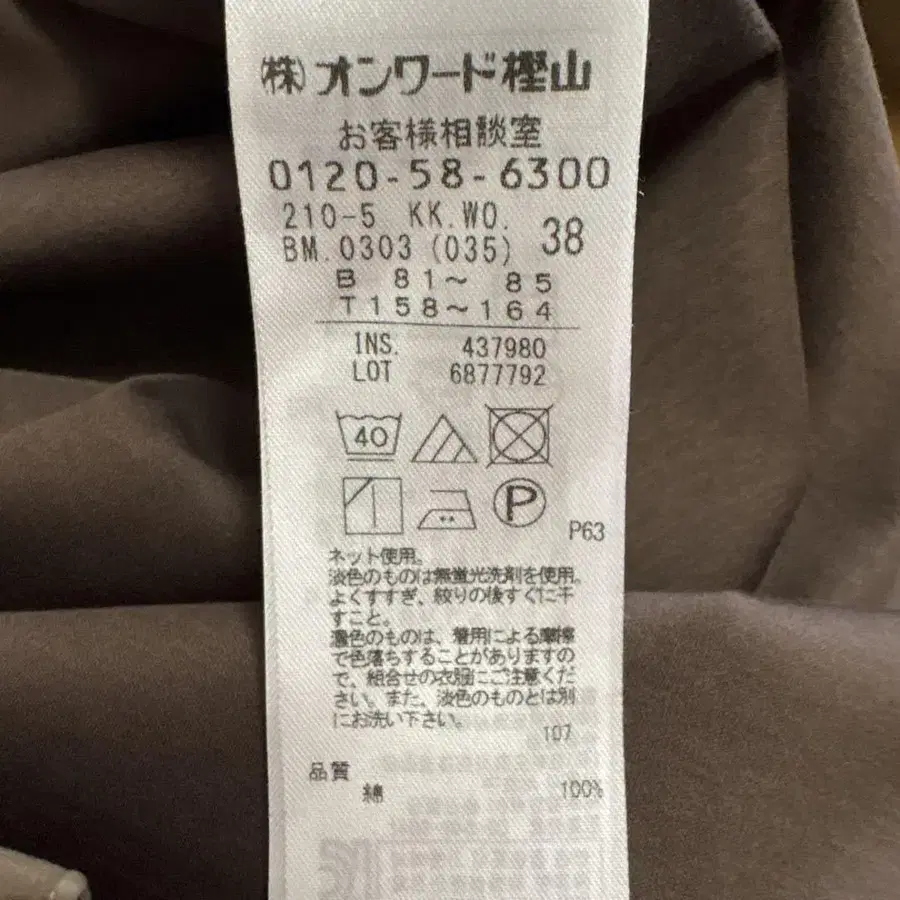 ㈱オンワード樫山
お客様相談室
0120-58-6300
210-5 KK.WO. 38
BM.0303 (035)
B 81～ 85
T158～164
INS. 437980
LOT 6877792
40
P
P63
ネット使用。
淡色のものは無蛍光洗剤を使用。
よくすすぎ、絞りの後すぐに干
すこと。
濃色のものは、着用による摩擦
で色落ちすることがありますの
で、組合せの衣服にご注意くだ
さい。また、淡色のものとは別
にお洗い下さい。
107
品質
綿 100%